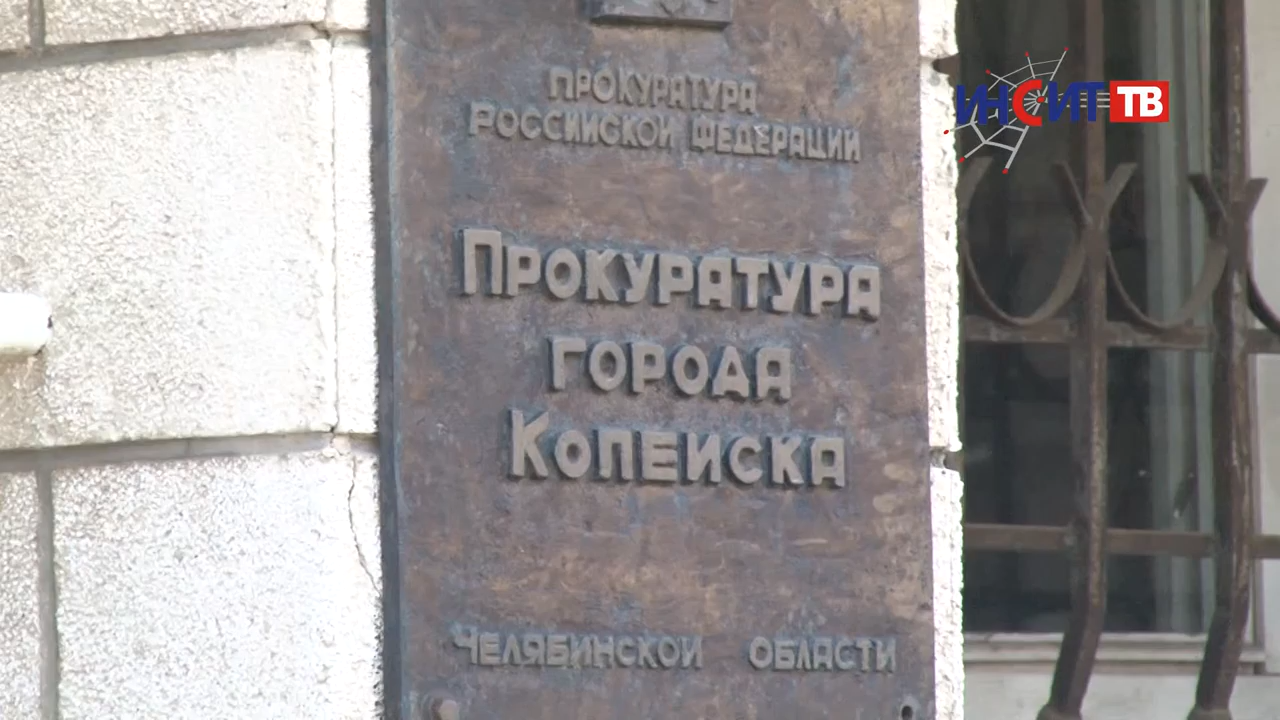 ПРОКУРАТУРА
РОССИЙСКОЙ ФЕДЕРАЦИИ
ИНСИТ ТВ
ПРОКУРАТУРА
ГОРОДА
КОПЕЙСКА
ЧЕЛЯБИНСКОЙ ОБЛАСТИ